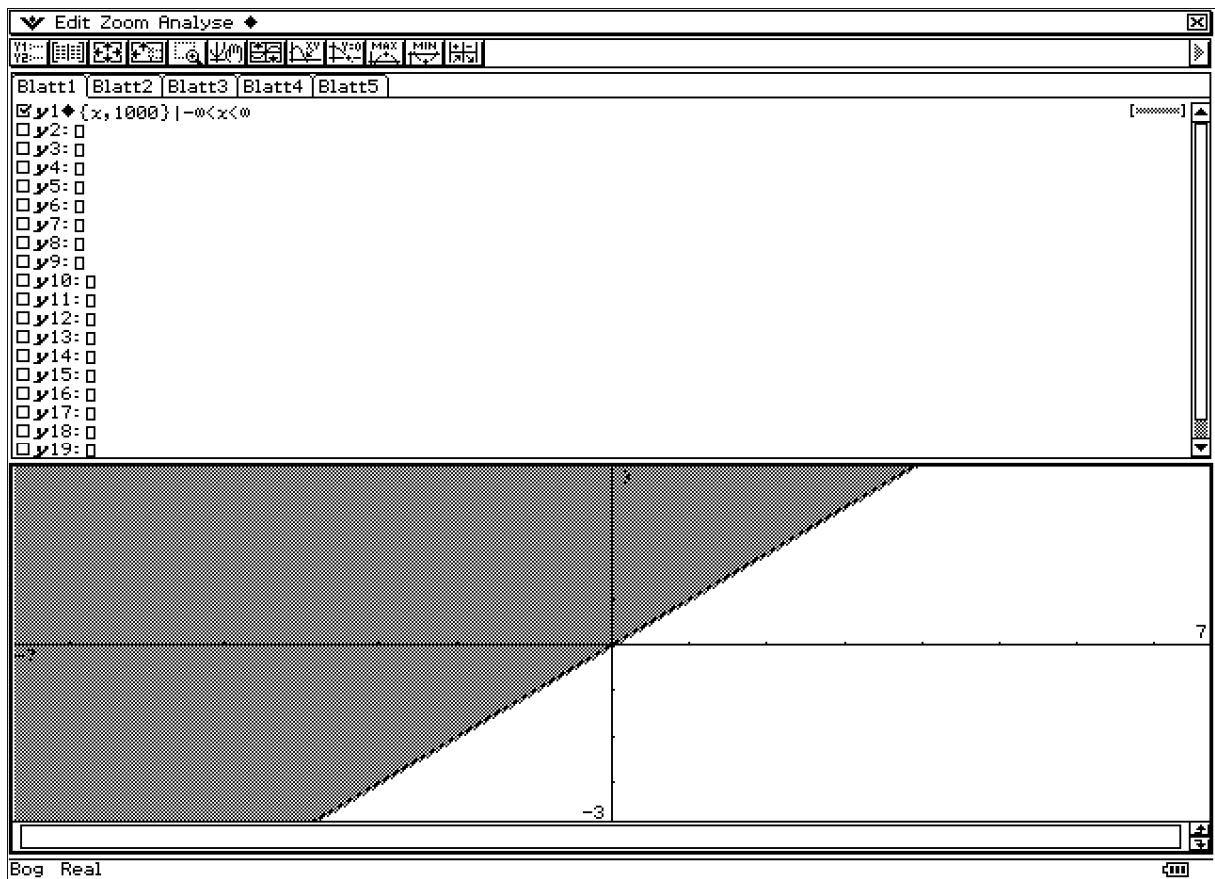 Edit Zoom Analyse ◆
Blatt1 Blatt2 Blatt3 Blatt4 Blatt5
y1◆{x,1000}|-∞<x<∞
y2:▯
y3:▯
y4:▯
y5:▯
y6:▯
y7:▯
y8:▯
y9:▯
y10:▯
y11:▯
y12:▯
y13:▯
y14:▯
y15:▯
y16:▯
y17:▯
y18:▯
y19:▯
7
-3
Bog Real